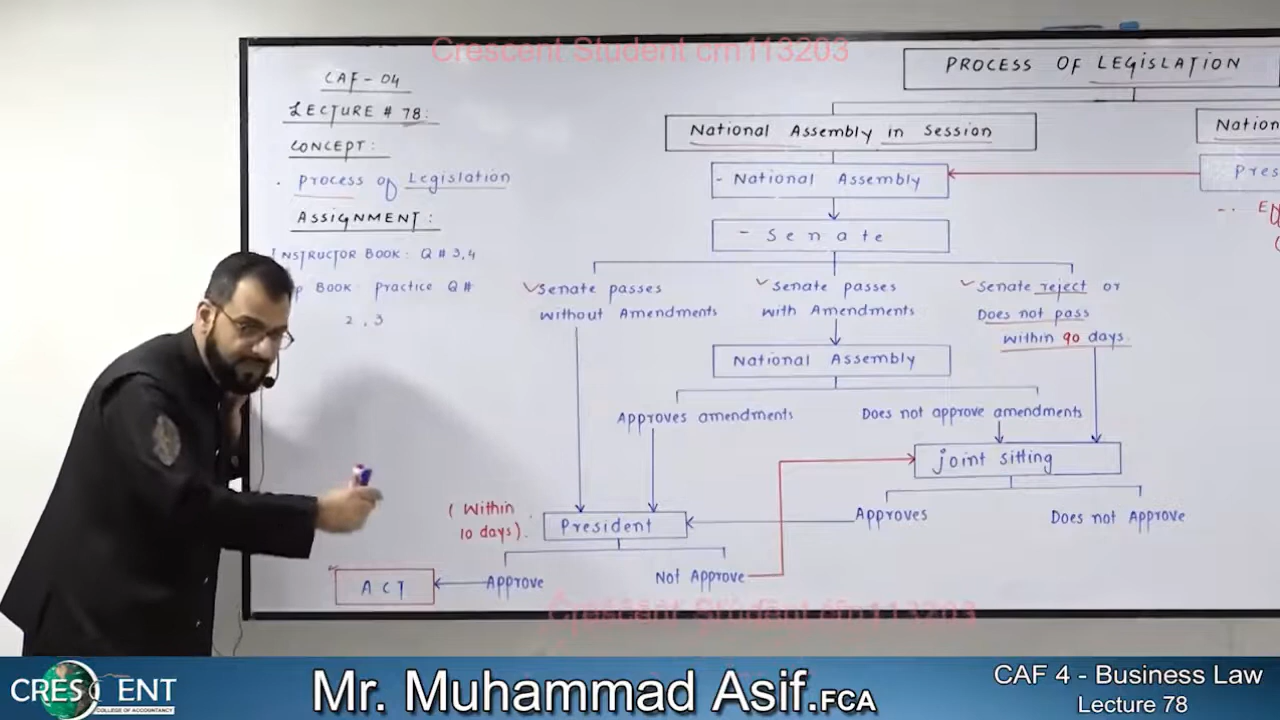 Crescent Student crn113203
CAF - 04
LECTURE # 78:
CONCEPT:
. Process of Legislation
ASSIGNMENT:
INSTRUCTOR BOOK: Q # 3,4
BOOK: Practice Q #
2, 3
PROCESS OF LEGISLATION
National Assembly in Session
- National Assembly
- Senate
Senate passes
without Amendments
Senate passes
with Amendments
Senate reject or
Does not pass
within 90 days
National Assembly
Approves amendments
Does not approve amendments
Joint sitting
Approves
Does not Approve
(Within
10 days).
President
Approve
Not Approve
ACT
Crescent Student crn113203
CRESCENT
COLLEGE OF ACCOUNTANCY
Mr. Muhammad Asif.FCA
CAF 4 - Business Law
Lecture 78